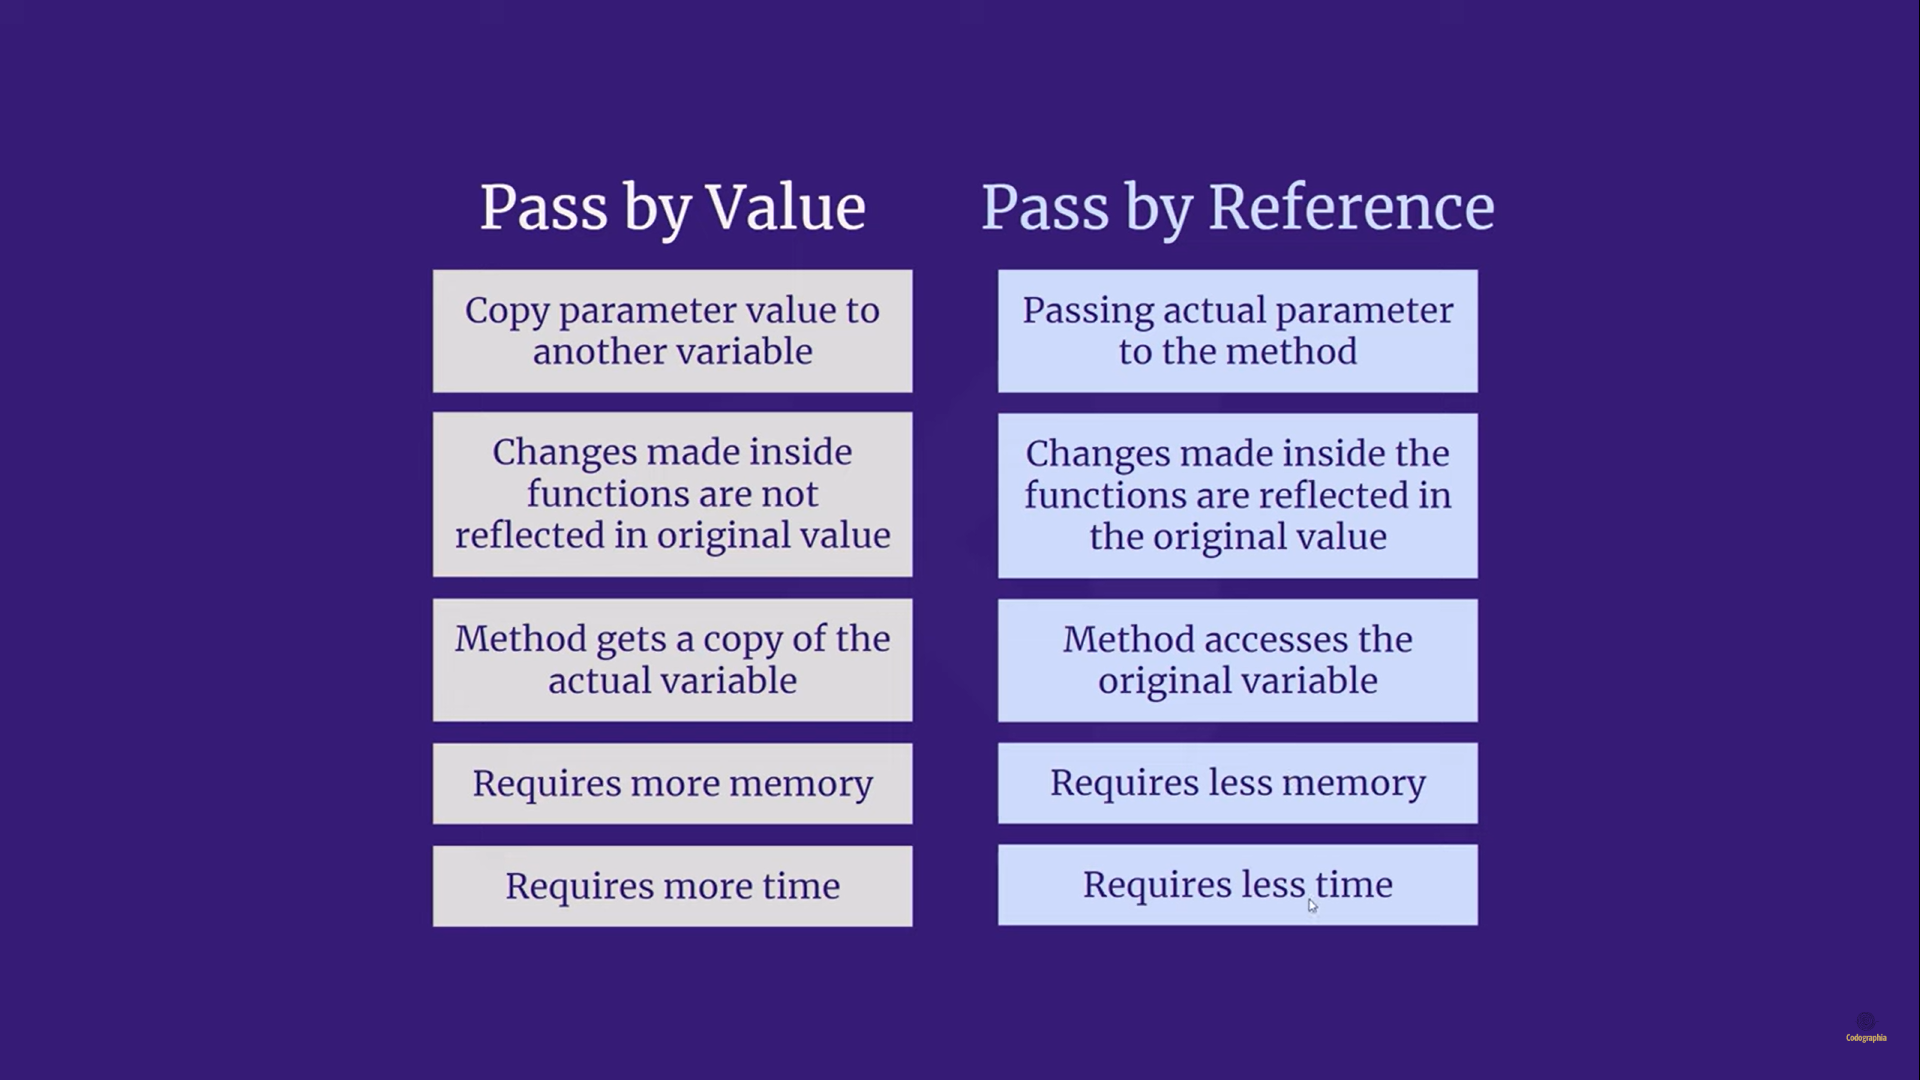 Pass by Value
Copy parameter value to
another variable
Changes made inside
functions are not
reflected in original value
Method gets a copy of the
actual variable
Requires more memory
Requires more time
Pass by Reference
Passing actual parameter
to the method
Changes made inside the
functions are reflected in
the original value
Method accesses the
original variable
Requires less memory
Requires less time
Codographia